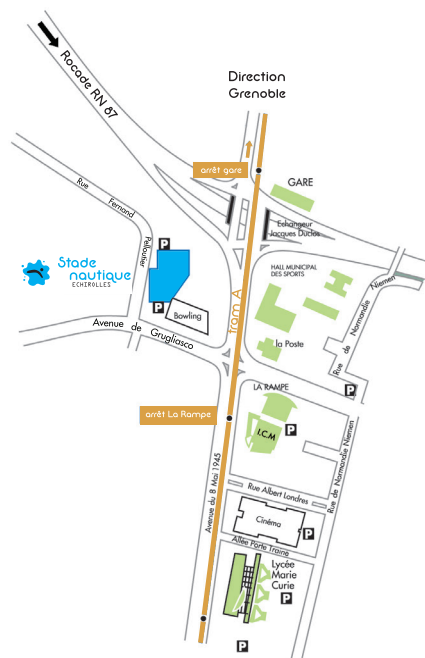 Rocade RN 87
Direction
Grenoble
arrêt gare
GARE
Rue Fernand Pelloutier
Echangeur
Jacques Duclos
P
Stade
nautique
ECHIROLLES
HALL MUNICIPAL
DES SPORTS
Rue de Normandie Niemen
P
Bowling
tram A
Avenue de Grugliasco
la Poste
LA RAMPE
P
arrêt La Rampe
I.C.M
P
Rue de Normandie Niemen
Avenue du 8 Mai 1945
Rue Albert Londres
Cinéma
P
Allée Porte Traine
Lycée
Marie
Curie
P
P